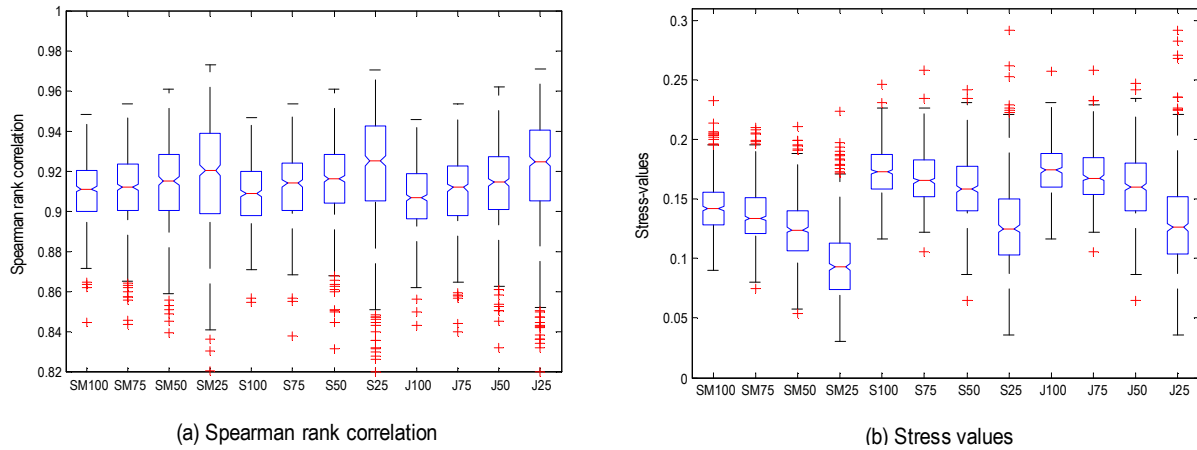 1
0.98
0.96
0.94
0.92
0.9
0.88
0.86
0.84
0.82
Spearman rank correlation
SM100 SM75 SM50 SM25 S100 S75 S50 S25 J100 J75 J50 J25
(a) Spearman rank correlation
0.3
0.25
0.2
0.15
0.1
0.05
0
Stress-values
SM100 SM75 SM50 SM25 S100 S75 S50 S25 J100 J75 J50 J25
(b) Stress values